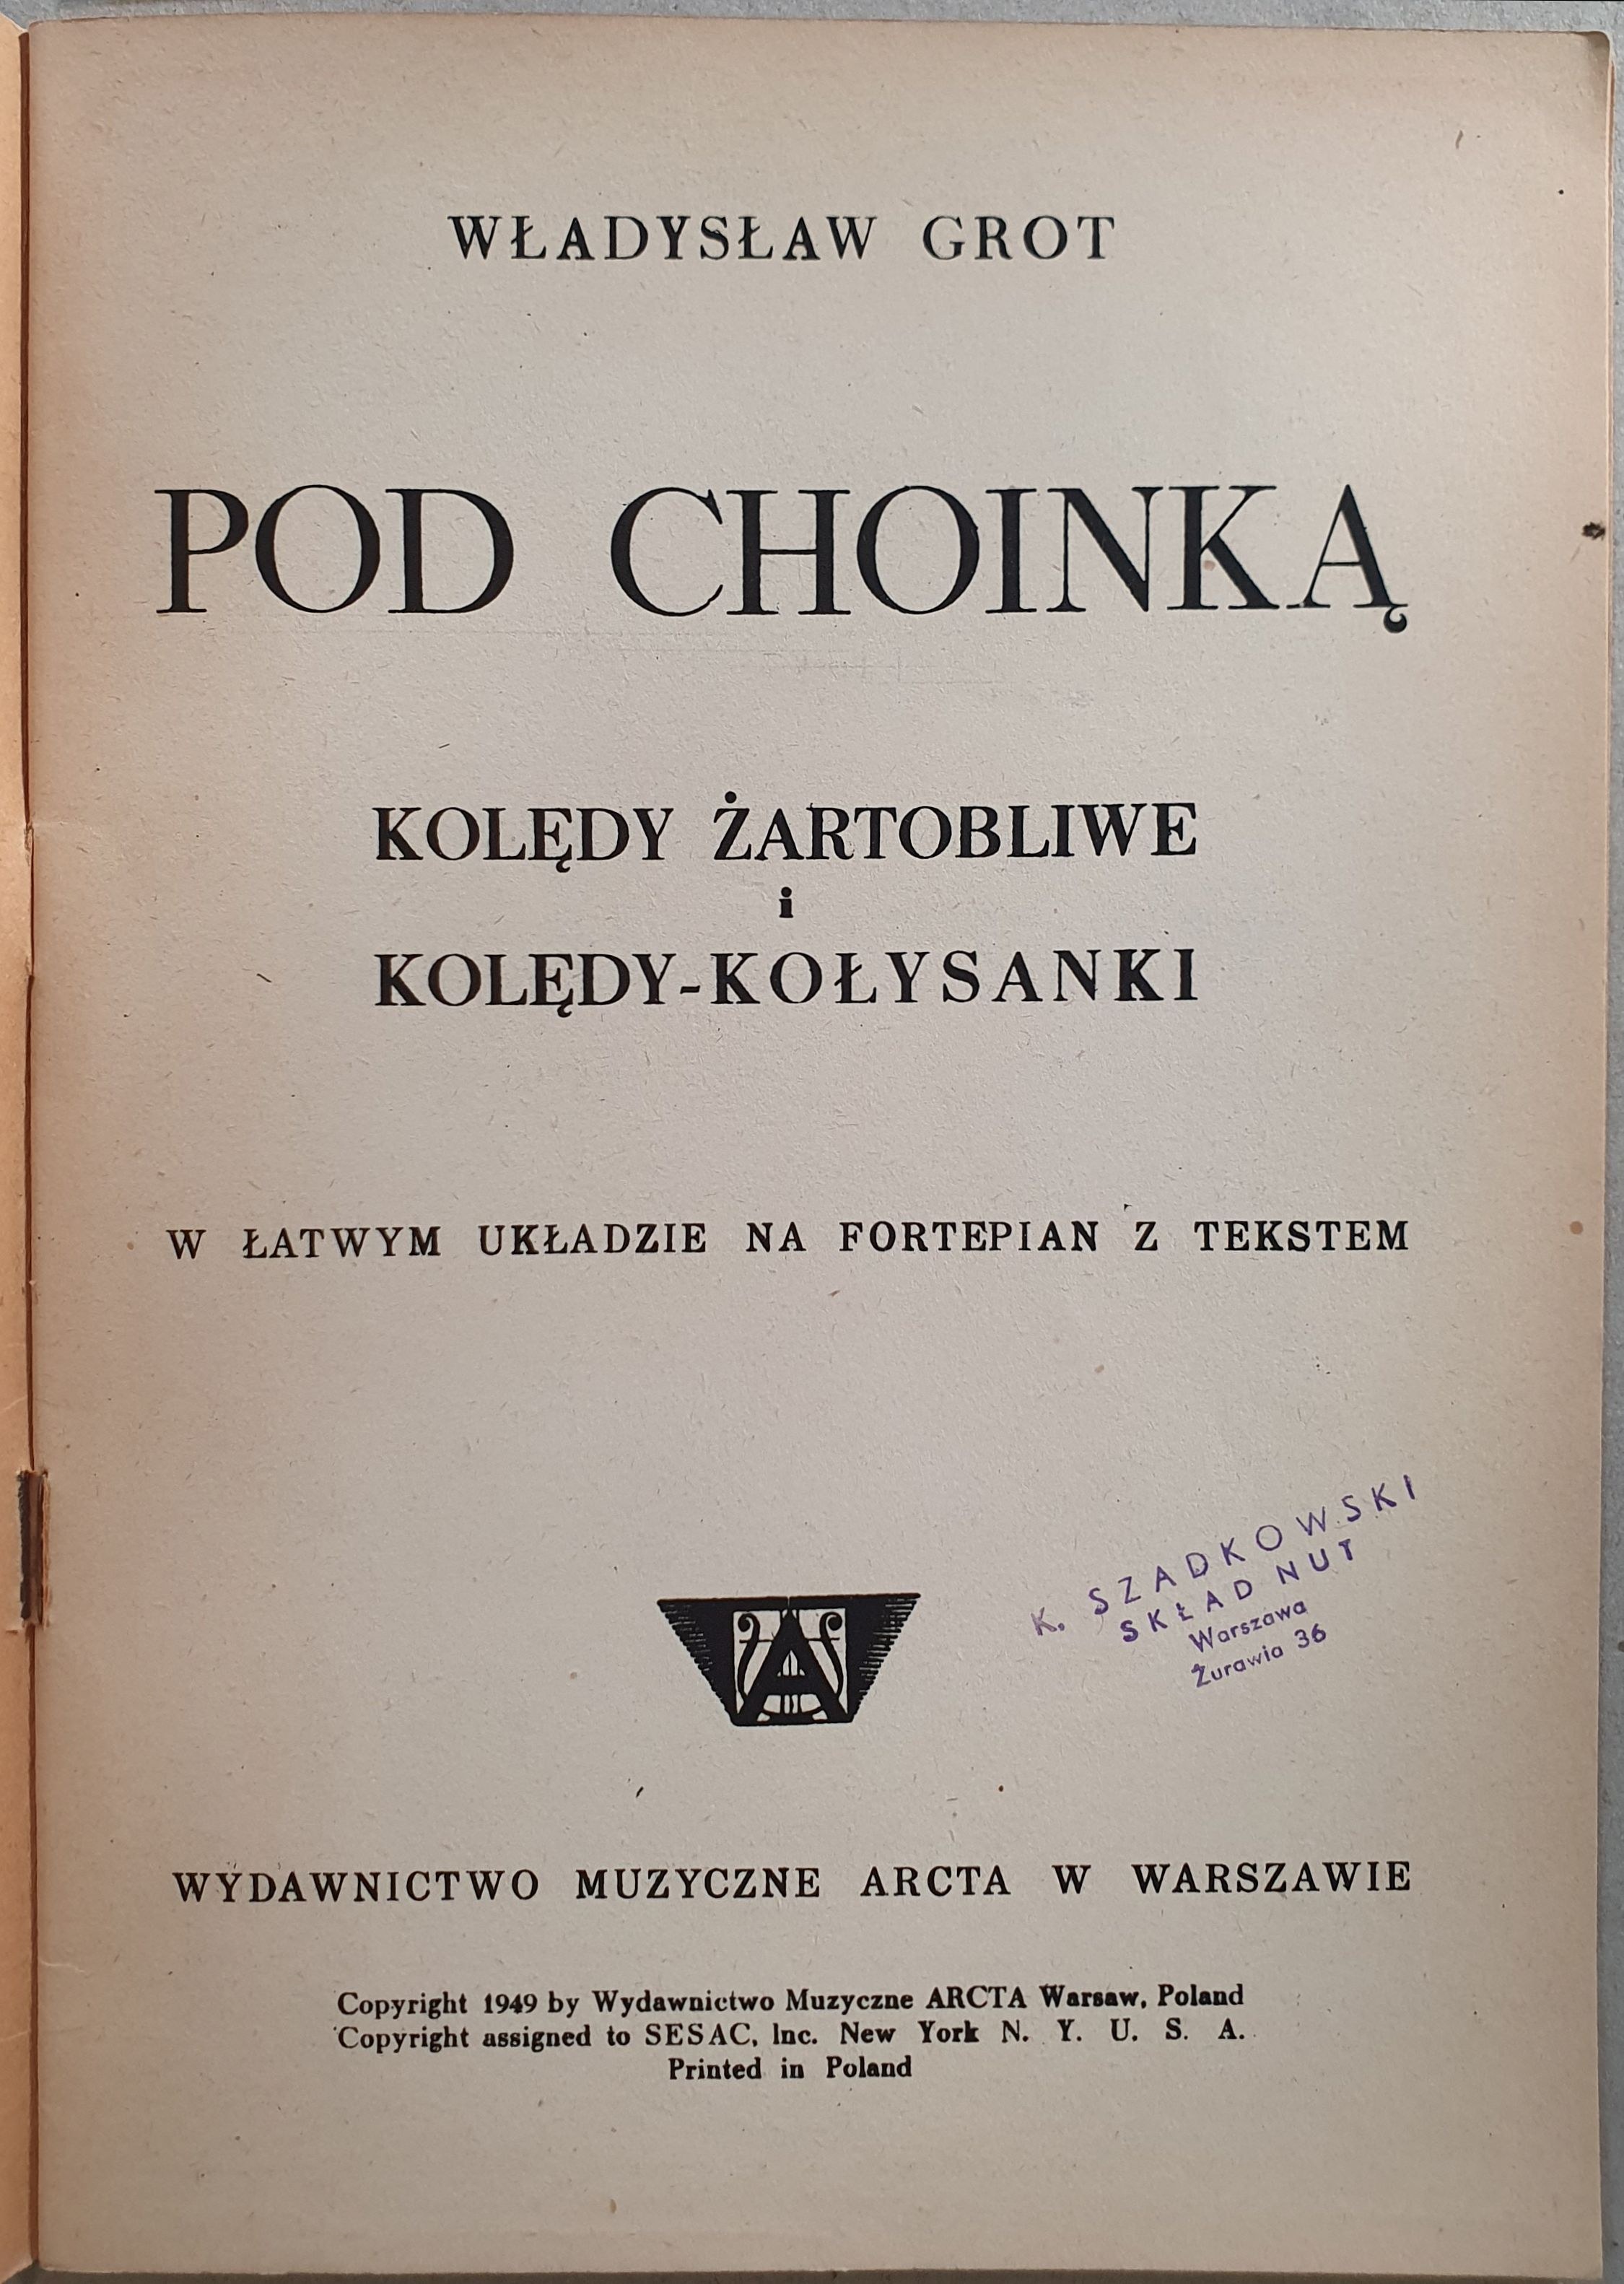 WŁADYSŁAW GROT
POD CHOINKĄ
KOLĘDY ŻARTOBLIWE
i
KOLĘDY-KOŁYSANKI
W ŁATWYM UKŁADZIE NA FORTEPIAN Z TEKSTEM
K. SZADKOWSKI
SKŁAD NUT
Warszawa
Żurawia 36
A
WYDAWNICTWO MUZYCZNE ARCTA W WARSZAWIE
Copyright 1949 by Wydawnictwo Muzyczne ARCTA Warsaw, Poland
Copyright assigned to SESAC, Inc. New York N. Y. U. S. A.
Printed in Poland